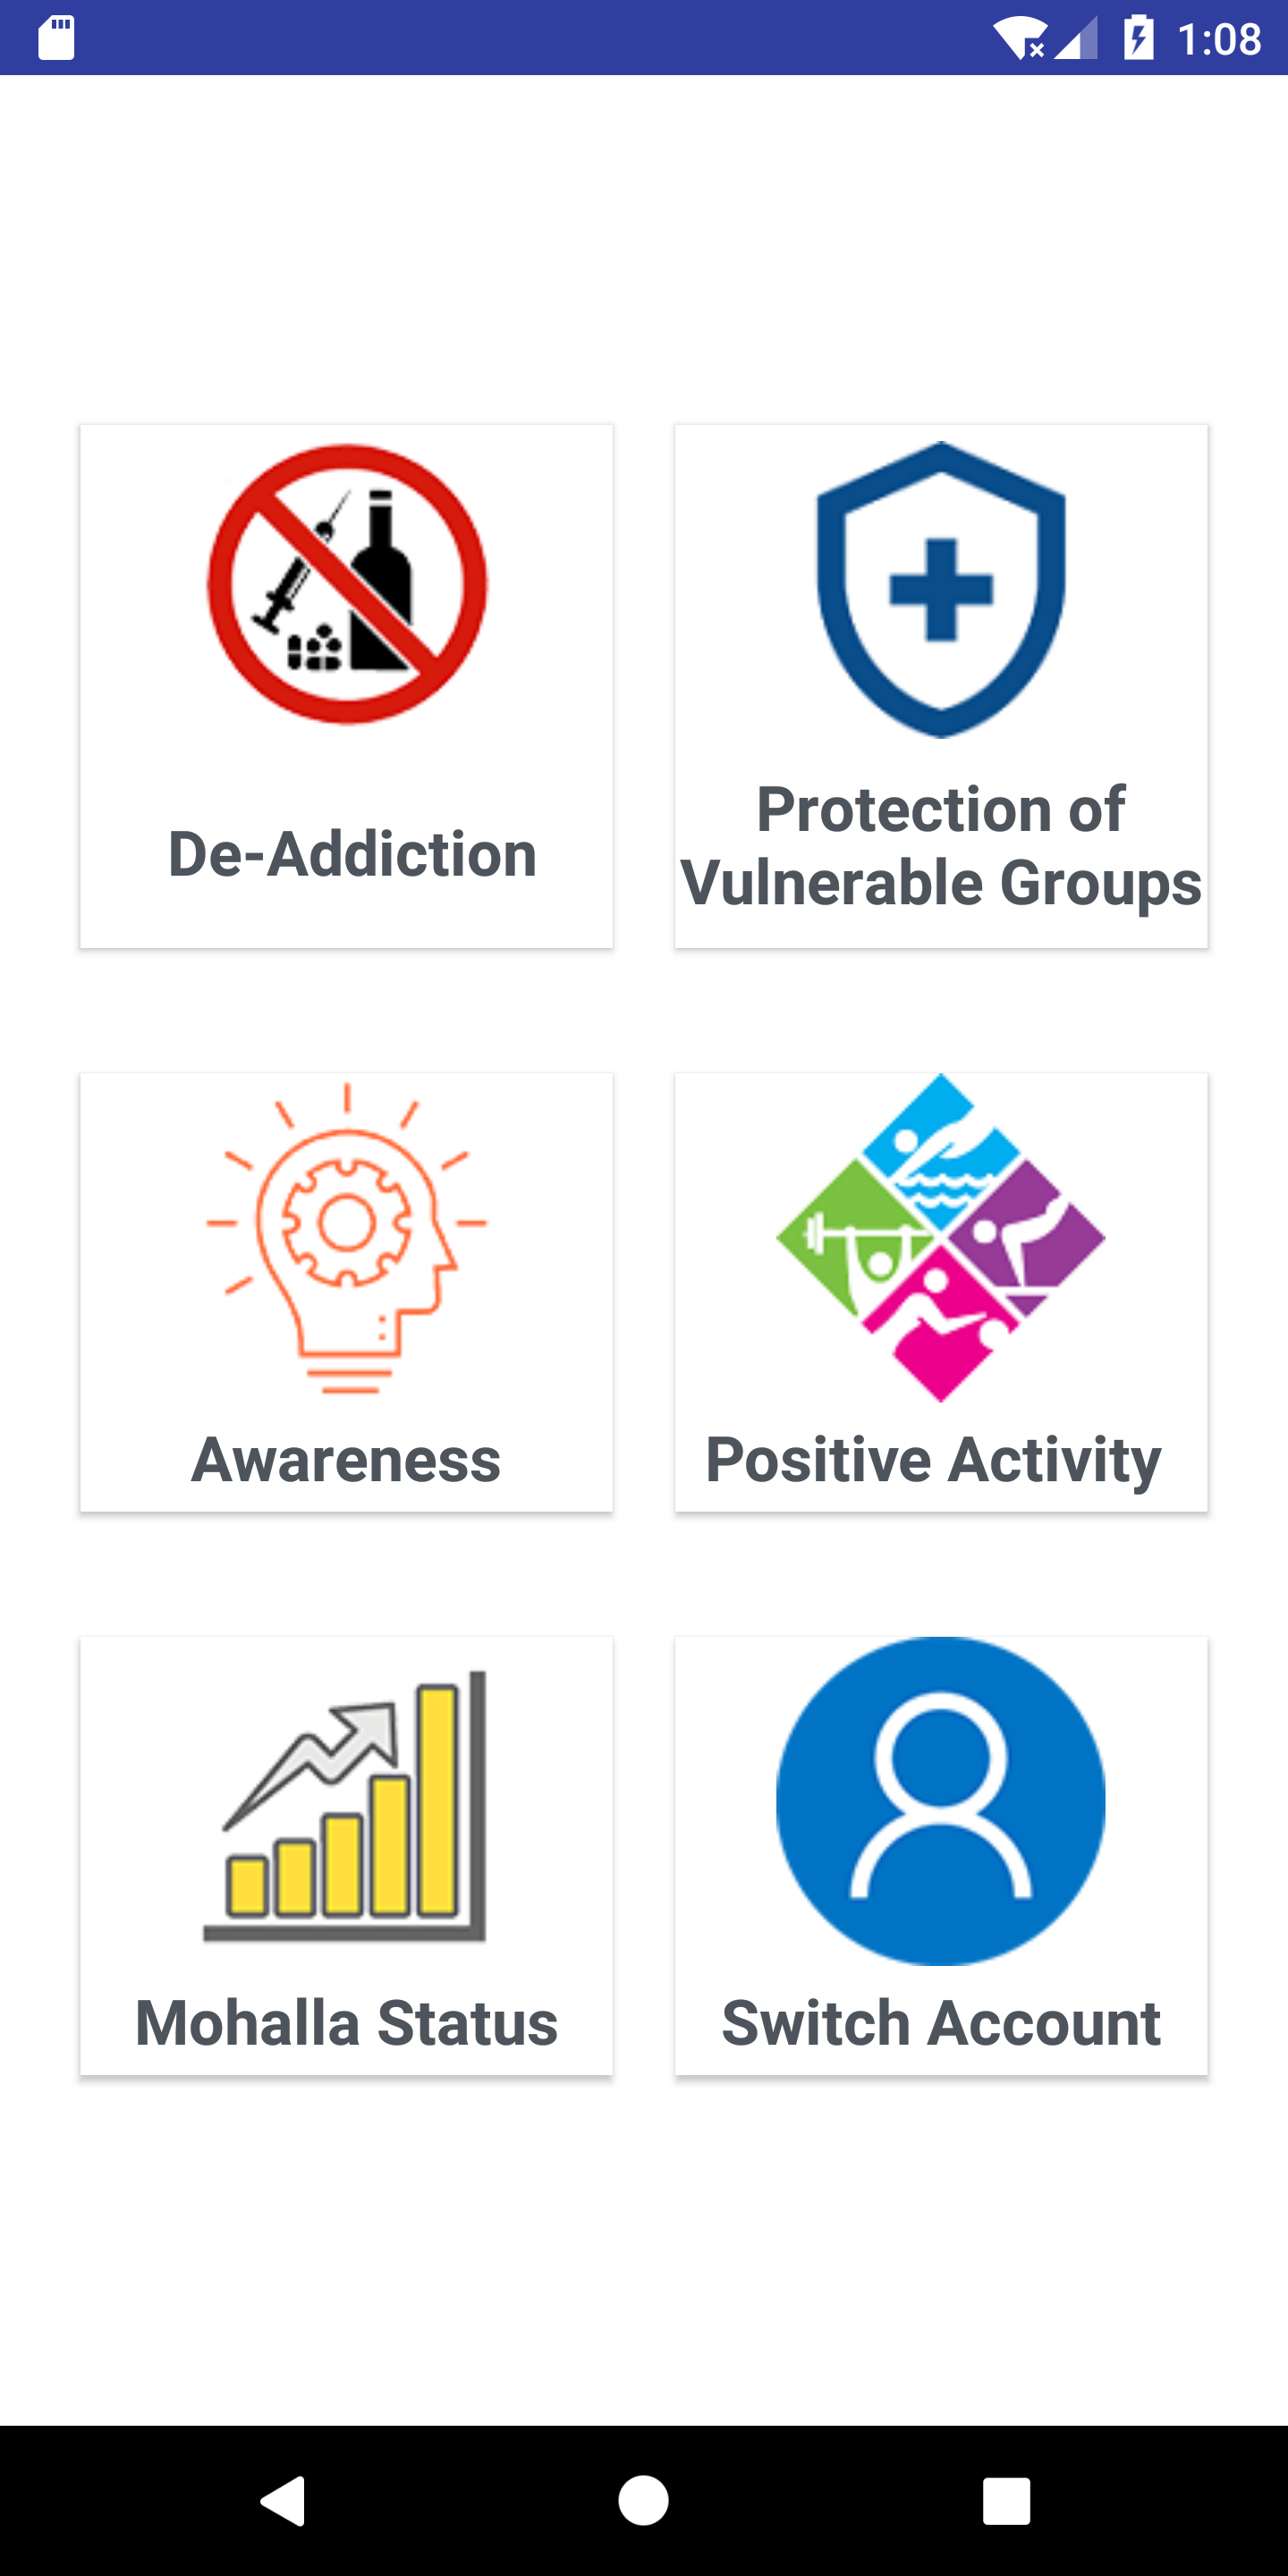 1:08
De-Addiction
Protection of
Vulnerable Groups
Awareness
Positive Activity
Mohalla Status
Switch Account